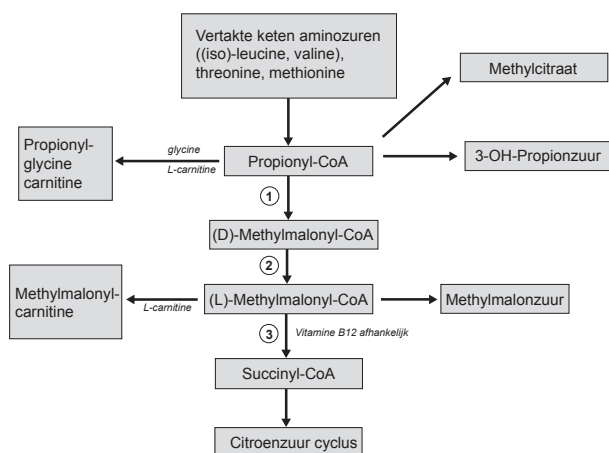 Vertakte keten aminozuren
((iso)-leucine, valine),
threonine, methionine
Methylcitraat
Propionyl-
glycine
carnitine
glycine
L-carnitine
Propionyl-CoA
3-OH-Propionzuur
1
(D)-Methylmalonyl-CoA
2
Methylmalonyl-
carnitine
L-carnitine
(L)-Methylmalonyl-CoA
Methylmalonzuur
3
Vitamine B12 afhankelijk
Succinyl-CoA
Citroenzuur cyclus